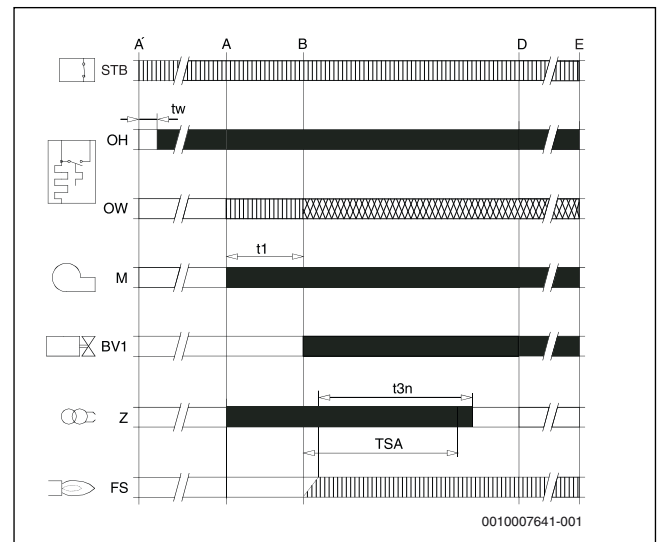 A´ A B D E
STB
tw
OH
OW
t1
M
BV1
t3n
Z
TSA
FS
0010007641-001